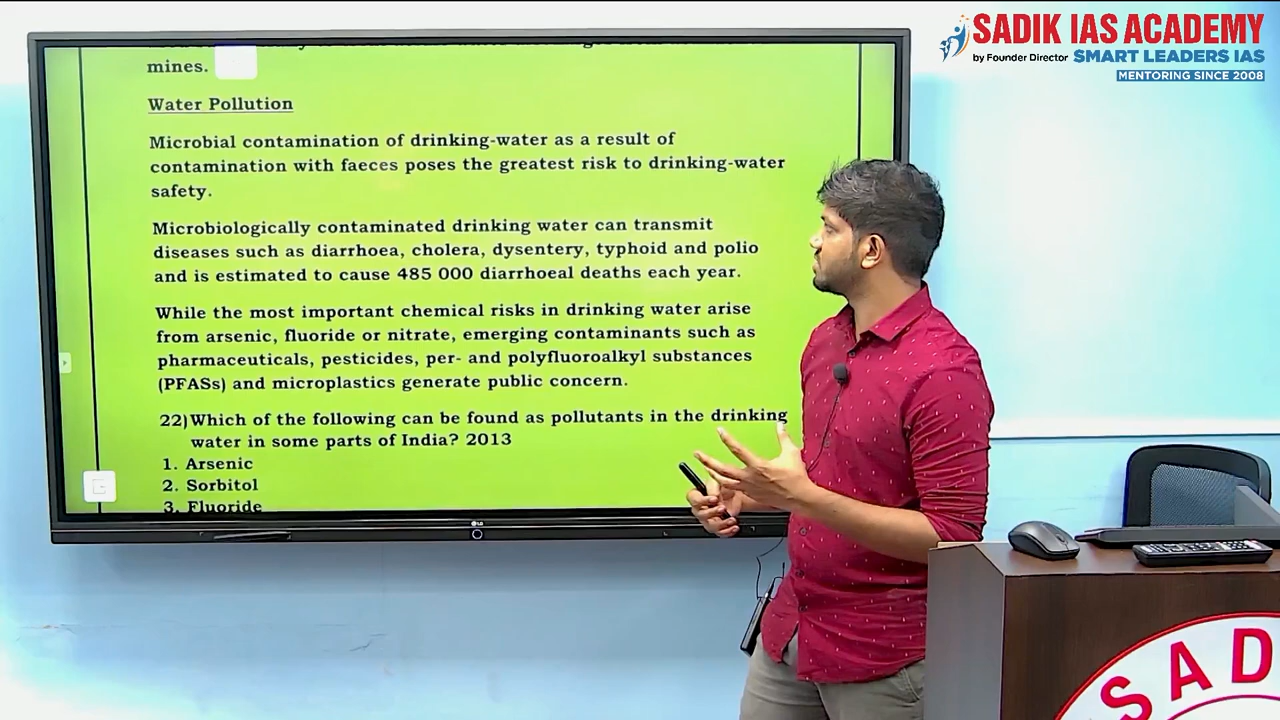 SADIK IAS ACADEMY
by Founder Director SMART LEADERS IAS
MENTORING SINCE 2008
mines.
Water Pollution
Microbial contamination of drinking-water as a result of
contamination with faeces poses the greatest risk to drinking-water
safety.
Microbiologically contaminated drinking water can transmit
diseases such as diarrhoea, cholera, dysentery, typhoid and polio
and is estimated to cause 485 000 diarrhoeal deaths each year.
While the most important chemical risks in drinking water arise
from arsenic, fluoride or nitrate, emerging contaminants such as
pharmaceuticals, pesticides, per- and polyfluoroalkyl substances
(PFASs) and microplastics generate public concern.
22)Which of the following can be found as pollutants in the drinking
water in some parts of India? 2013
1. Arsenic
2. Sorbitol
3. Fluoride
LG
SAD